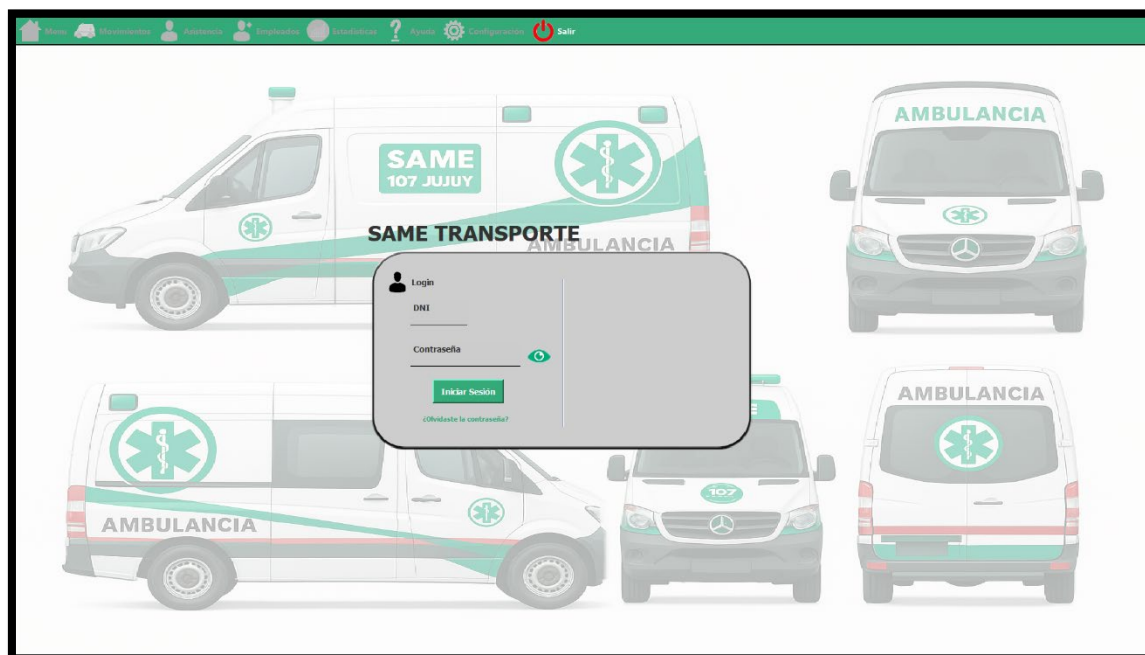 Menu Movimientos Asistencia Empleados Estadísticas Ayuda Configuración Salir
AMBULANCIA
SAME
107 JUJUY
SAME TRANSPORTE
AMBULANCIA
Login
DNI
Contraseña
Iniciar Sesión
¿Olvidaste la contraseña?
AMBULANCIA
107
AMBULANCIA